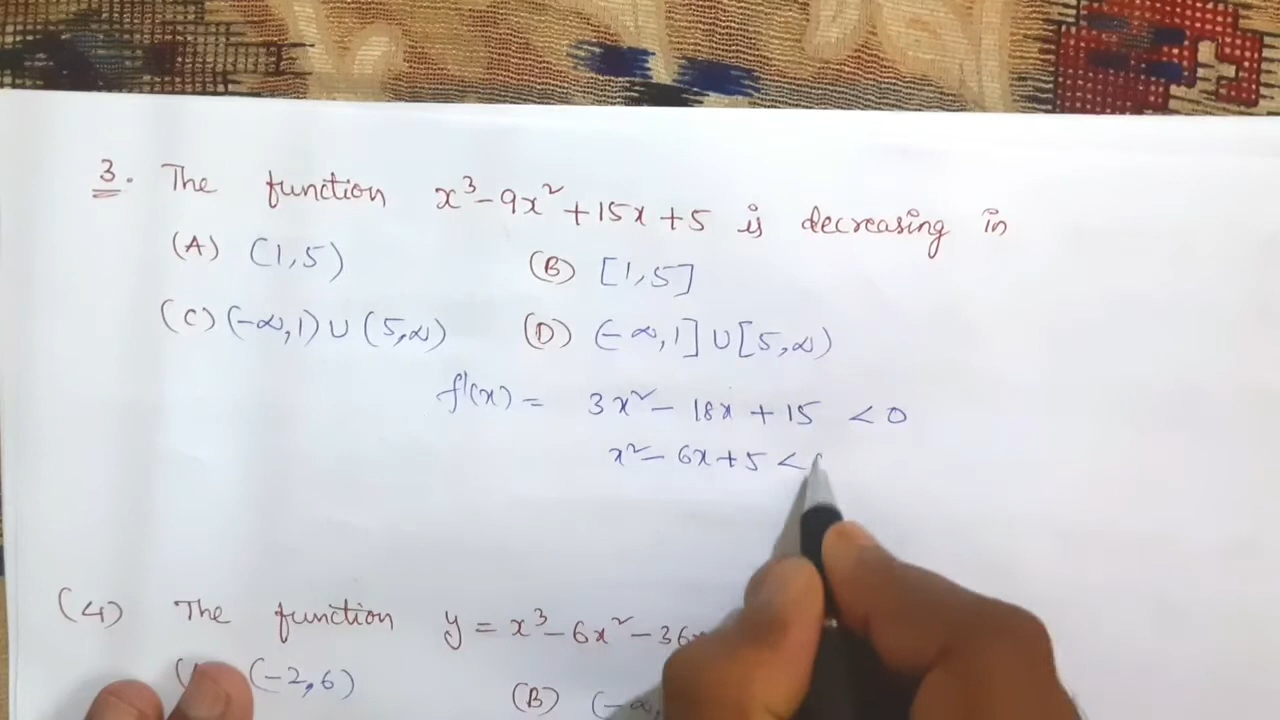 3. The function x³-9x²+15x+5 is decreasing in
(A) (1,5) (B) [1,5]
(C) (-∞,1) ∪ (5,∞) (D) (-∞,1] ∪ [5,∞)
f'(x) = 3x² - 18x + 15 < 0
x² - 6x + 5 <
(4) The function y = x³-6x²-36
(-2,6) (B) (-∞,